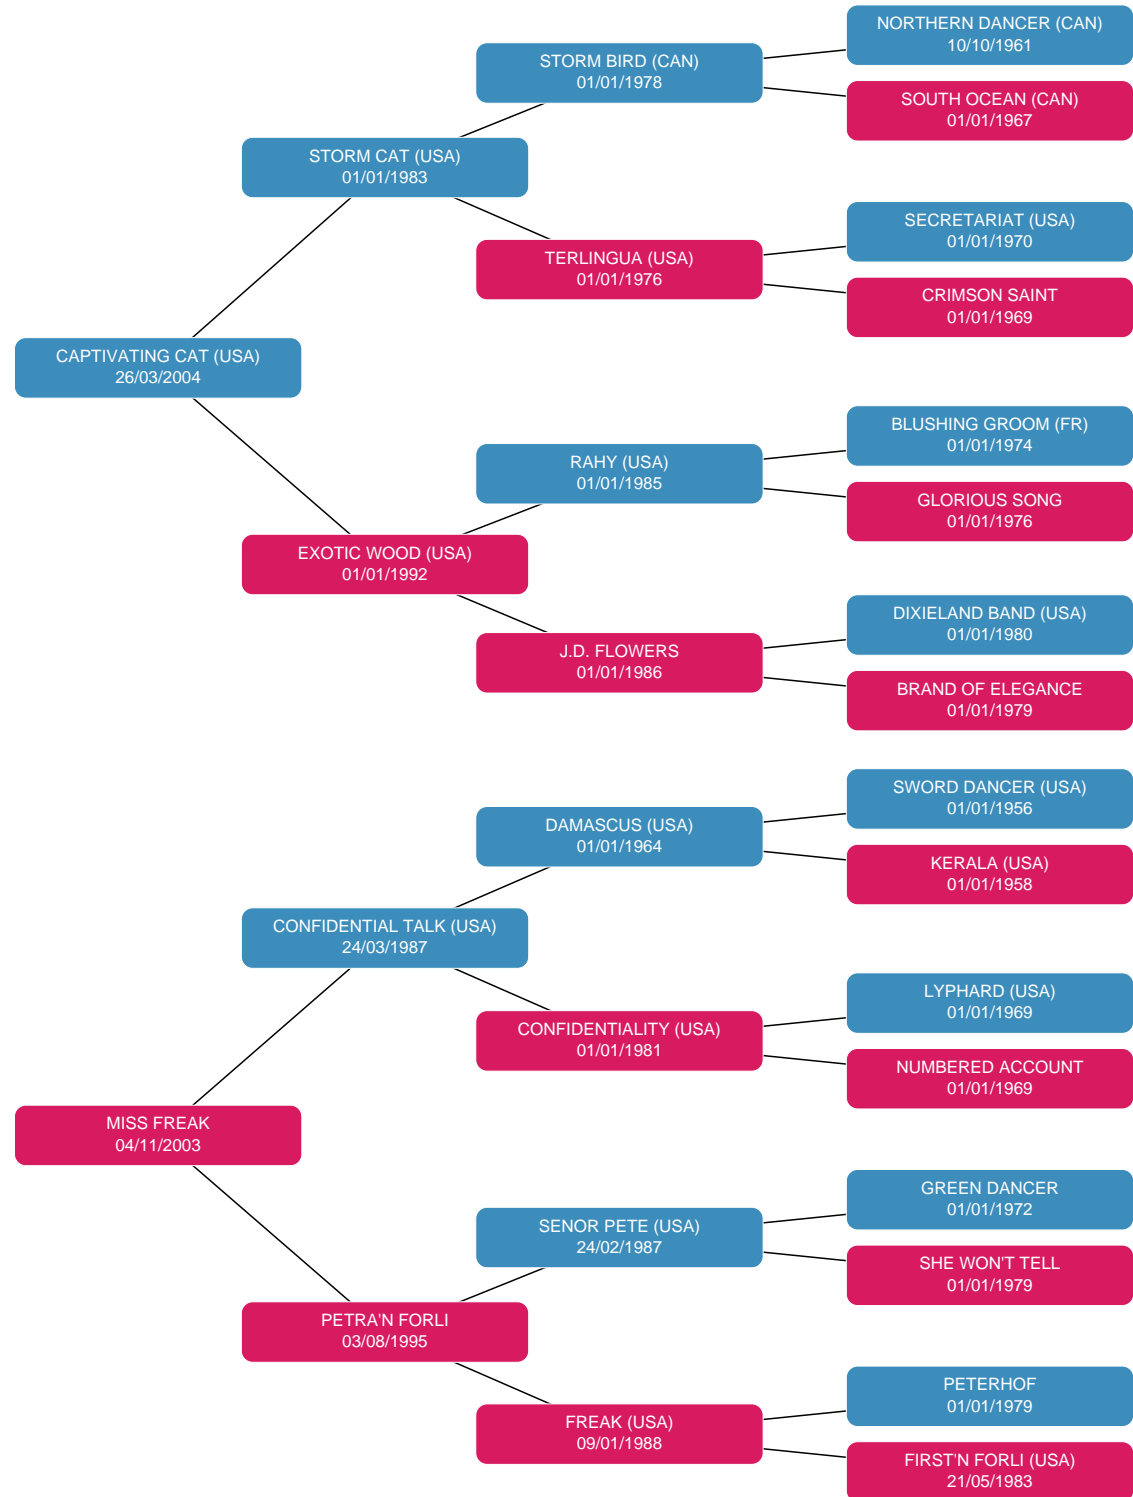 NORTHERN DANCER (CAN)
10/10/1961
STORM BIRD (CAN)
01/01/1978
SOUTH OCEAN (CAN)
01/01/1967
STORM CAT (USA)
01/01/1983
SECRETARIAT (USA)
01/01/1970
TERLINGUA (USA)
01/01/1976
CRIMSON SAINT
01/01/1969
CAPTIVATING CAT (USA)
26/03/2004
BLUSHING GROOM (FR)
01/01/1974
RAHY (USA)
01/01/1985
GLORIOUS SONG
01/01/1976
EXOTIC WOOD (USA)
01/01/1992
DIXIELAND BAND (USA)
01/01/1980
J.D. FLOWERS
01/01/1986
BRAND OF ELEGANCE
01/01/1979
SWORD DANCER (USA)
01/01/1956
DAMASCUS (USA)
01/01/1964
KERALA (USA)
01/01/1958
CONFIDENTIAL TALK (USA)
24/03/1987
LYPHARD (USA)
01/01/1969
CONFIDENTIALITY (USA)
01/01/1981
NUMBERED ACCOUNT
01/01/1969
MISS FREAK
04/11/2003
GREEN DANCER
01/01/1972
SENOR PETE (USA)
24/02/1987
SHE WON'T TELL
01/01/1979
PETRA'N FORLI
03/08/1995
PETERHOF
01/01/1979
FREAK (USA)
09/01/1988
FIRST'N FORLI (USA)
21/05/1983